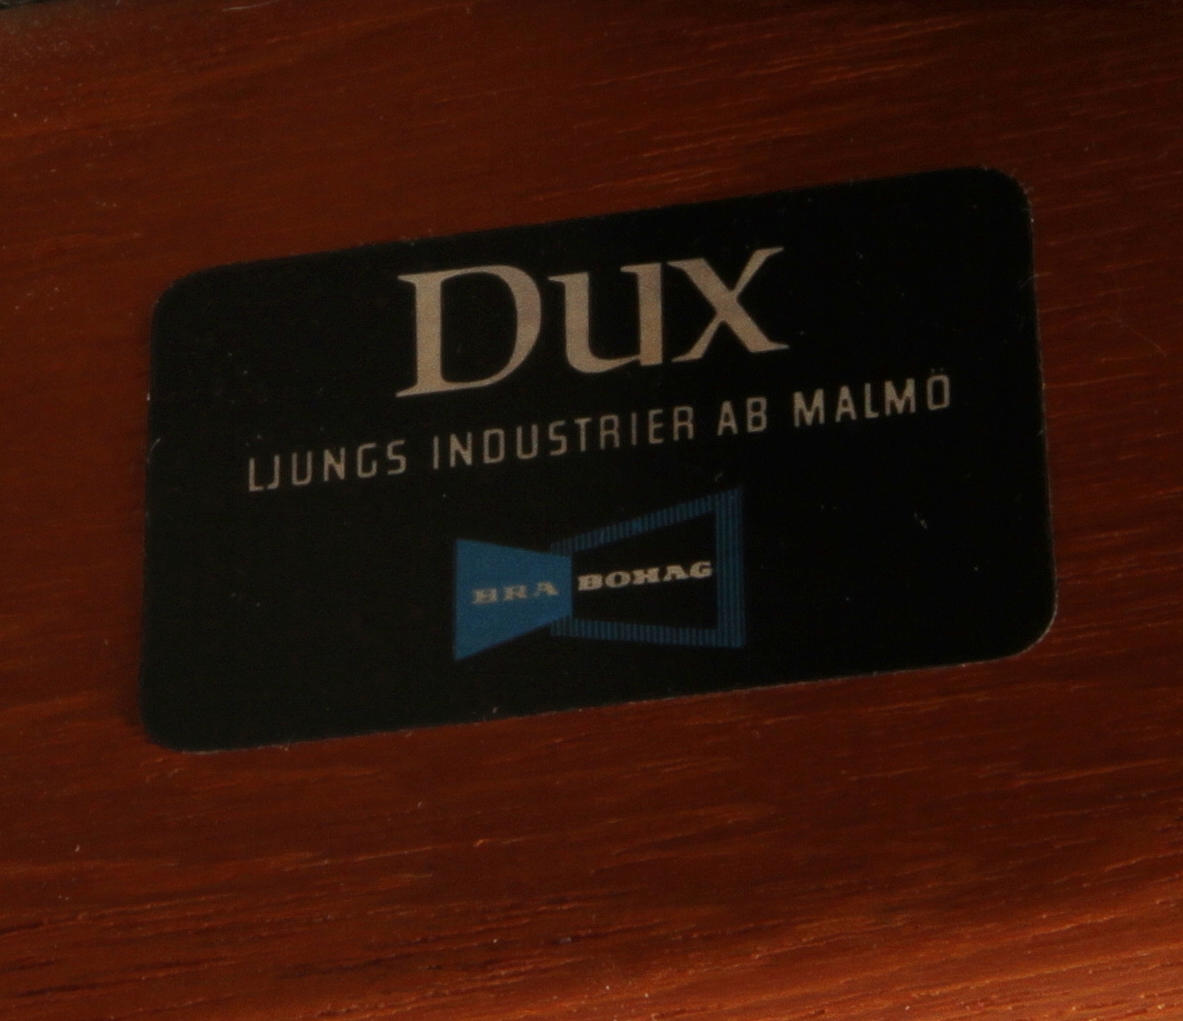 Dux
LJUNGS INDUSTRIER AB MALMÖ
BRA BOHAG